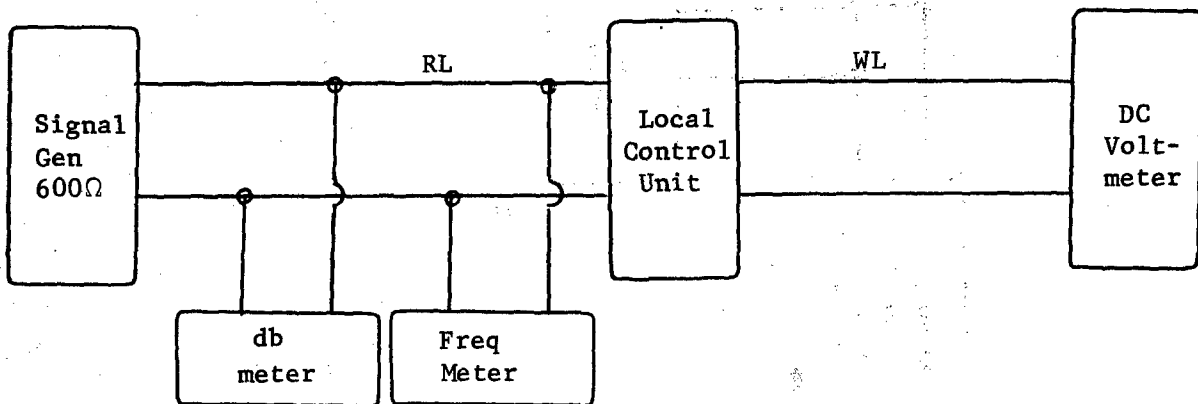 Signal
Gen
600Ω
RL
Local
Control
Unit
WL
DC
Volt-
meter
db
meter
Freq
Meter